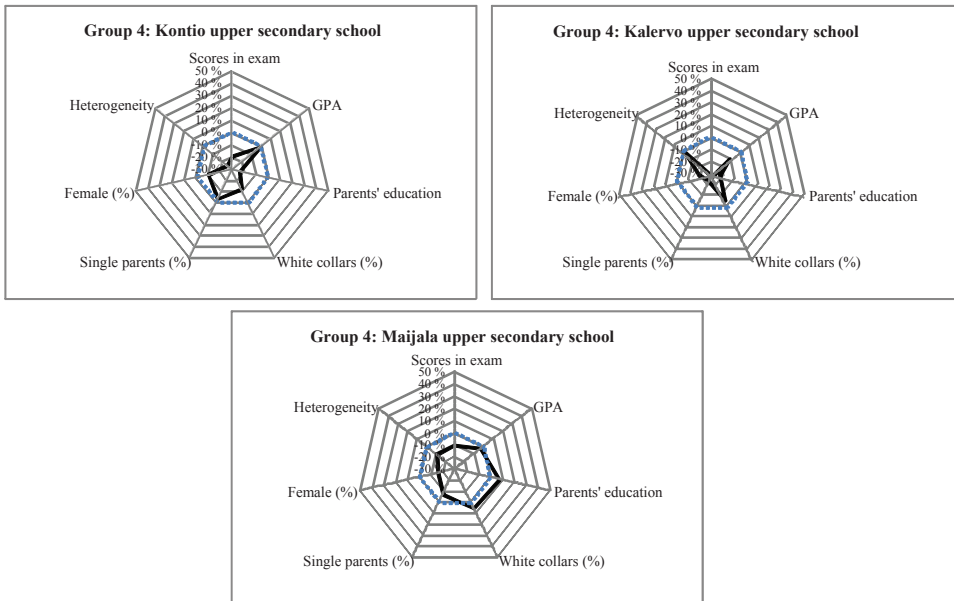 Group 4: Kontio upper secondary school
Scores in exam
50 %
40 %
30 %
20 %
10 %
0 %
-10 %
-20 %
GPA
Parents' education
White collars (%)
Single parents (%)
Female (%)
Heterogeneity
Group 4: Kalervo upper secondary school
Scores in exam
50 %
40 %
30 %
20 %
10 %
0 %
-10 %
-20 %
-30 %
GPA
Parents' education
White collars (%)
Single parents (%)
Female (%)
Heterogeneity
Group 4: Maijala upper secondary school
Scores in exam
50 %
40 %
30 %
20 %
10 %
0 %
-10 %
-20 %
-30 %
GPA
Parents' education
White collars (%)
Single parents (%)
Female (%)
Heterogeneity